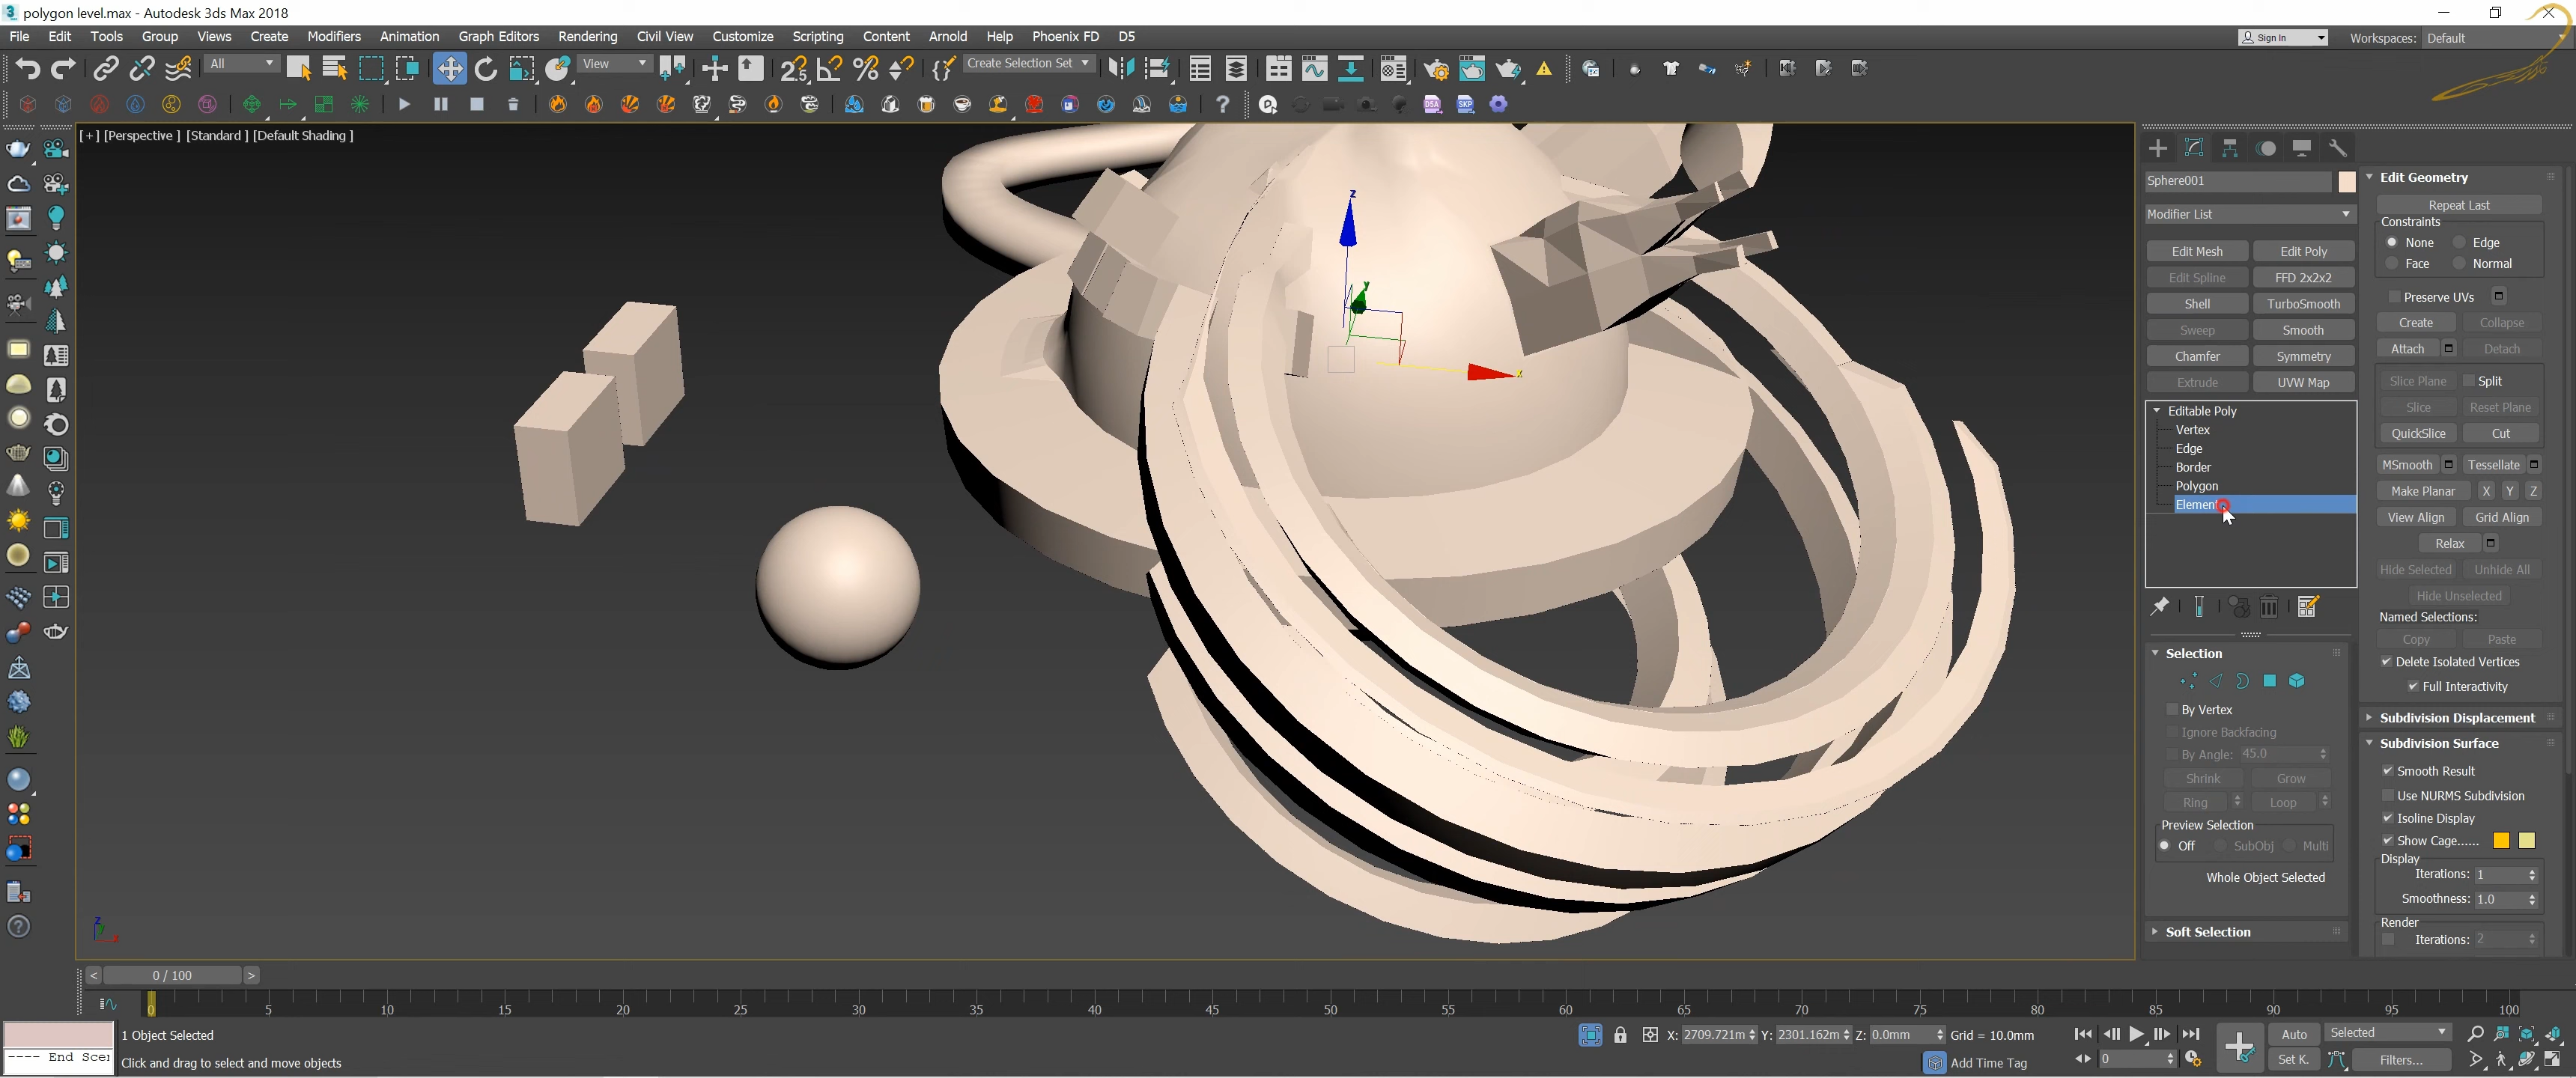 polygon level.max - Autodesk 3ds Max 2018
File Edit Tools Group Views Create Modifiers Animation Graph Editors Rendering Civil View Customize Scripting Content Arnold Help Phoenix FD D5
Sign In Workspaces: Default
All View Create Selection Set
[+] [Perspective ] [Standard ] [Default Shading ]
Sphere001
Modifier List
Edit Mesh Edit Poly
Edit Spline FFD 2x2x2
Shell TurboSmooth
Sweep Smooth
Chamfer Symmetry
Extrude UVW Map
Editable Poly
Vertex
Edge
Border
Polygon
Selection
By Vertex
Ignore Backfacing
By Angle: 45.0
Shrink Grow
Ring Loop
Preview Selection
Off SubObj Multi
Whole Object Selected
Soft Selection
Edit Geometry
Repeat Last
Constraints
None Edge
Face Normal
Preserve UVs
Create Collapse
Attach Detach
Slice Plane Split
Slice Reset Plane
QuickSlice Cut
MSmooth Tessellate
Make Planar X Y Z
View Align Grid Align
Relax
Hide Selected Unhide All
Hide Unselected
Named Selections:
Copy Paste
Delete Isolated Vertices
Full Interactivity
Subdivision Displacement
Subdivision Surface
Smooth Result
Use NURMS Subdivision
Isoline Display
Show Cage......
Display
Iterations: 1
Smoothness: 1.0
Render
Iterations: 2
z
y
x
z
x
< 0 / 100 >
0 5 10 15 20 25 30 35 40 45 50 55 60 65 70 75 80 85 90 95 100
1 Object Selected
---- End Scer
Click and drag to select and move objects
X: 2709.721m Y: 2301.162m Z: 0.0mm Grid = 10.0mm
Add Time Tag
0
Auto Selected
Set K. Filters...